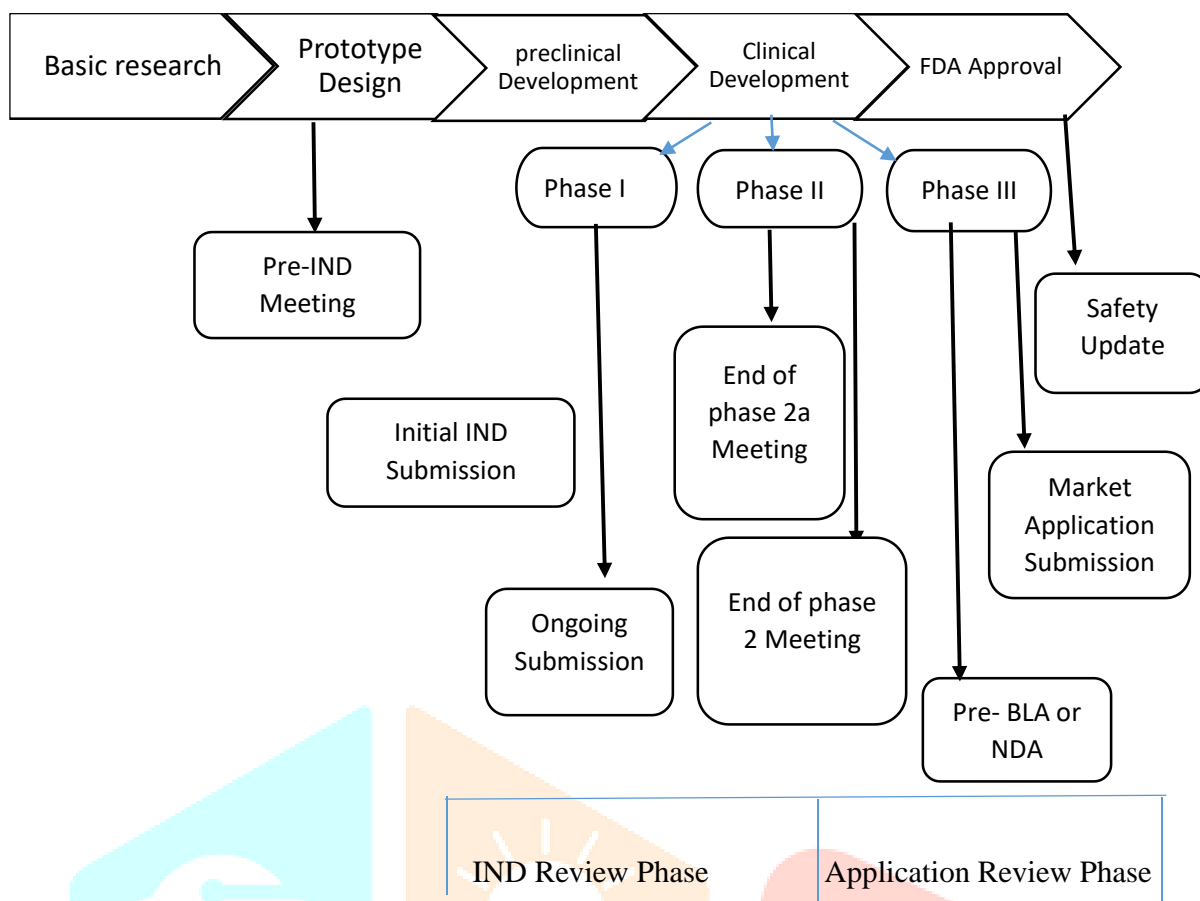 Basic research
Prototype
Design
preclinical
Development
Clinical
Development
FDA Approval
Phase I
Phase II
Phase III
Pre-IND
Meeting
Safety
Update
End of
phase 2a
Meeting
Initial IND
Submission
Market
Application
Submission
Ongoing
Submission
End of phase
2 Meeting
Pre- BLA or
NDA
IND Review Phase
Application Review Phase